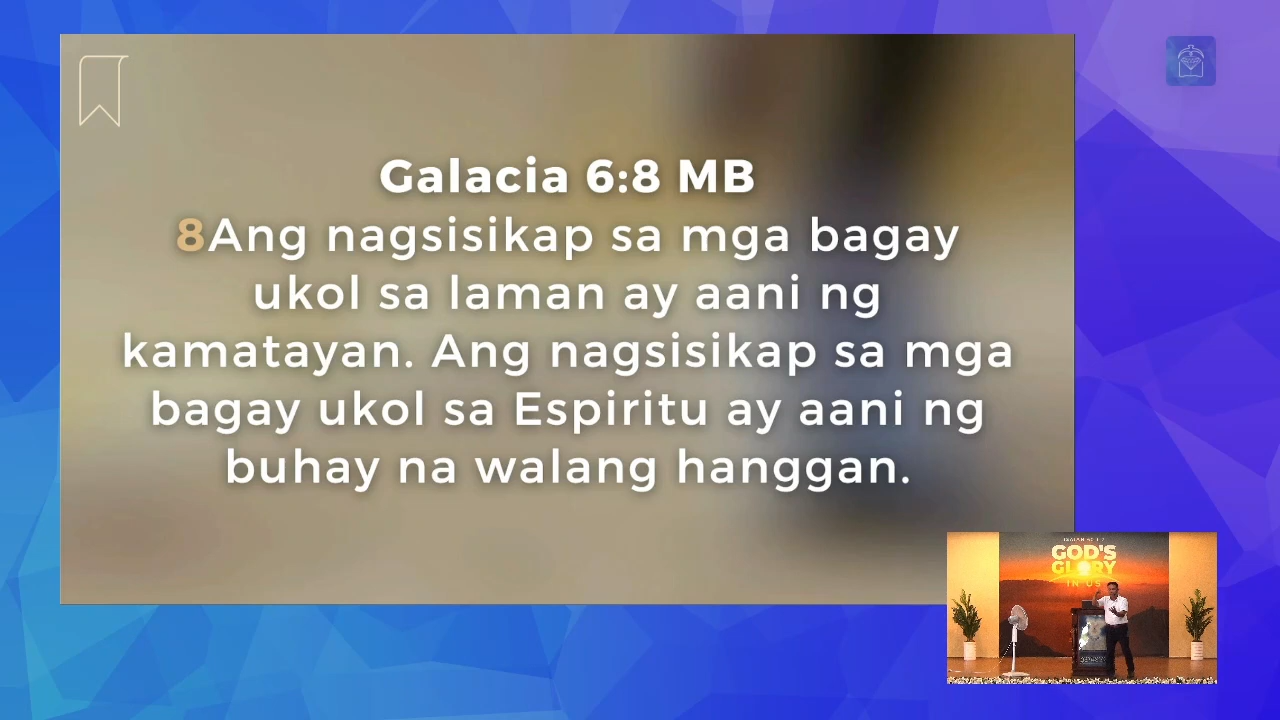 Galacia 6:8 MB
8Ang nagsisikap sa mga bagay
ukol sa laman ay aani ng
kamatayan. Ang nagsisikap sa mga
bagay ukol sa Espiritu ay aani ng
buhay na walang hanggan.
GOD'S
GLORY
IN US